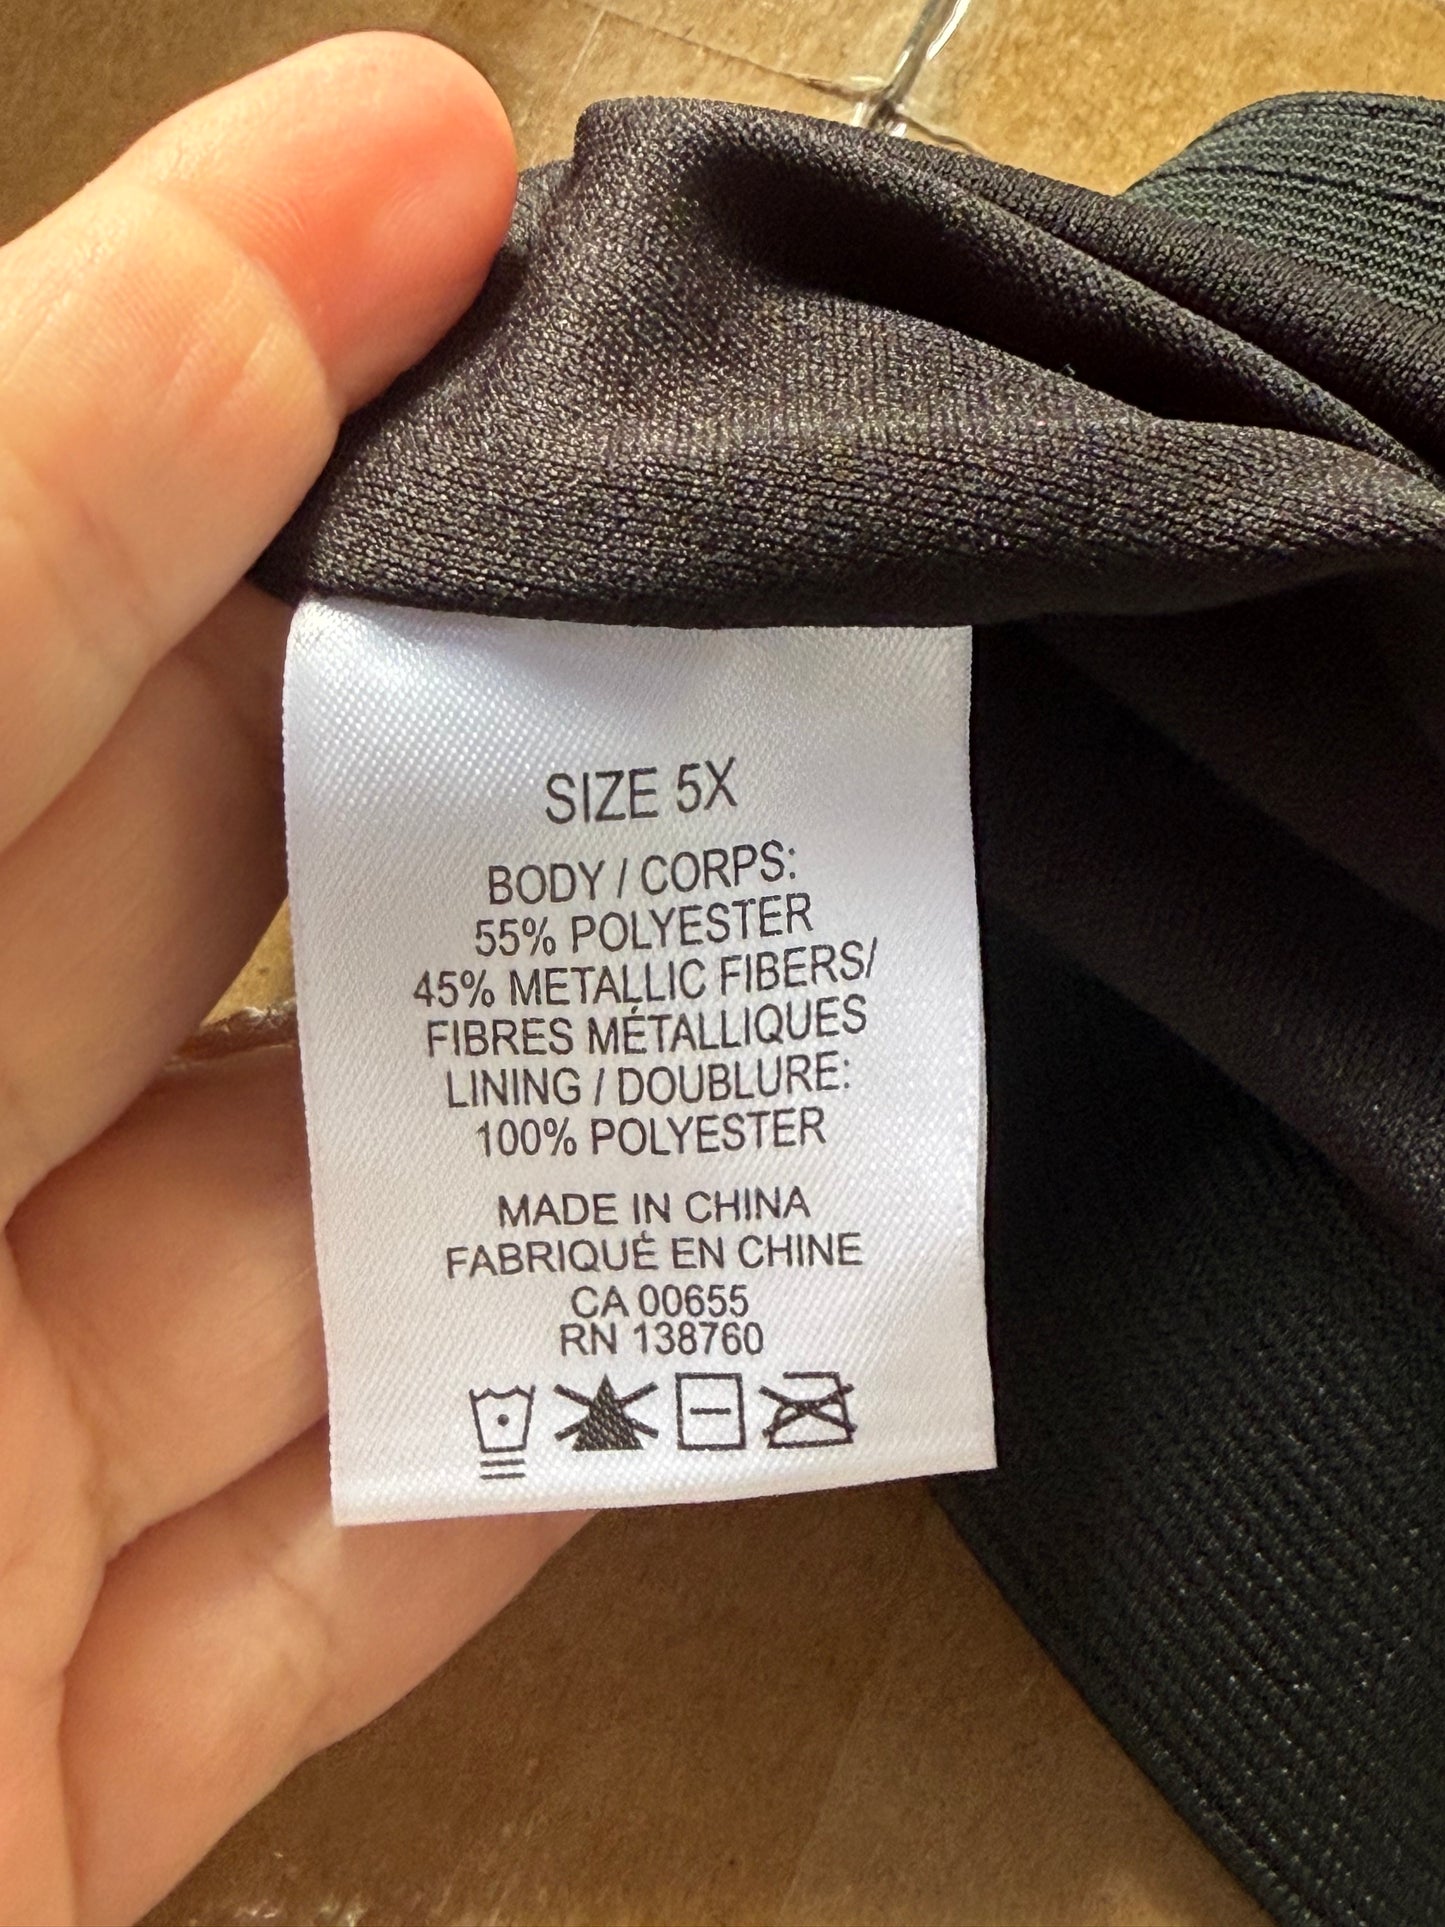 SIZE 5X
BODY / CORPS:
55% POLYESTER
45% METALLIC FIBERS/
FIBRES MÉTALLIQUES
LINING / DOUBLURE:
100% POLYESTER
MADE IN CHINA
FABRIQUÉ EN CHINE
CA 00655
RN 138760